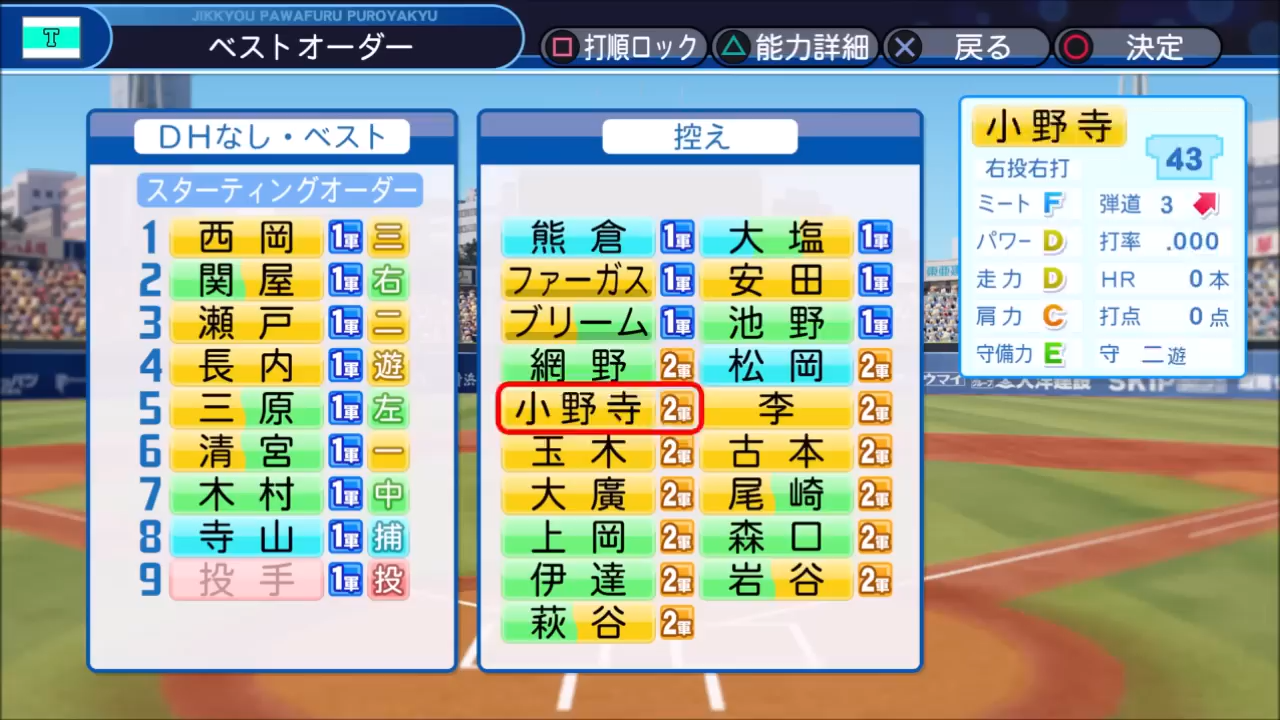 T
JIKKYOU PAWAFURU PUROYAKYU
ベストオーダー
打順ロック
能力詳細
戻る
決定
DHなし・ベスト
スターティングオーダー
1 西岡 1軍 三
2 関屋 1軍 右
3 瀬戸 1軍 二
4 長内 1軍 遊
5 三原 1軍 左
6 清宮 1軍 一
7 木村 1軍 中
8 寺山 1軍 捕
9 投手 1軍 投
控え
熊倉 1軍 大塩 1軍
ファーガス 1軍 安田 1軍
ブリーム 1軍 池野 1軍
網野 2軍 松岡 2軍
小野寺 2軍 李 2軍
玉木 2軍 古本 2軍
大廣 2軍 尾崎 2軍
上岡 2軍 森口 2軍
伊達 2軍 岩谷 2軍
萩谷 2軍
小野寺
43
右投右打
ミート F 弾道 3
パワー D 打率 .000
走力 D HR 0本
肩力 C 打点 0点
守備力 E 守 二遊
SKIP